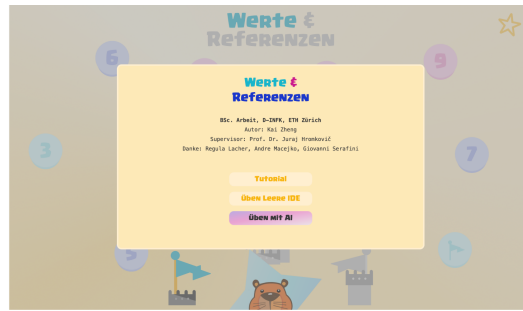 Werte &
Referenzen
6
9
Werte &
Referenzen
BSc. Arbeit, D-INFK, ETH Zürich
Autor: Kai Zheng
Supervisor: Prof. Dr. Juraj Hromkovič
Danke: Regula Lacher, Andre Macejko, Giovanni Serafini
3
7
Tutorial
Üben Leere IDE
Üben mit AI
5